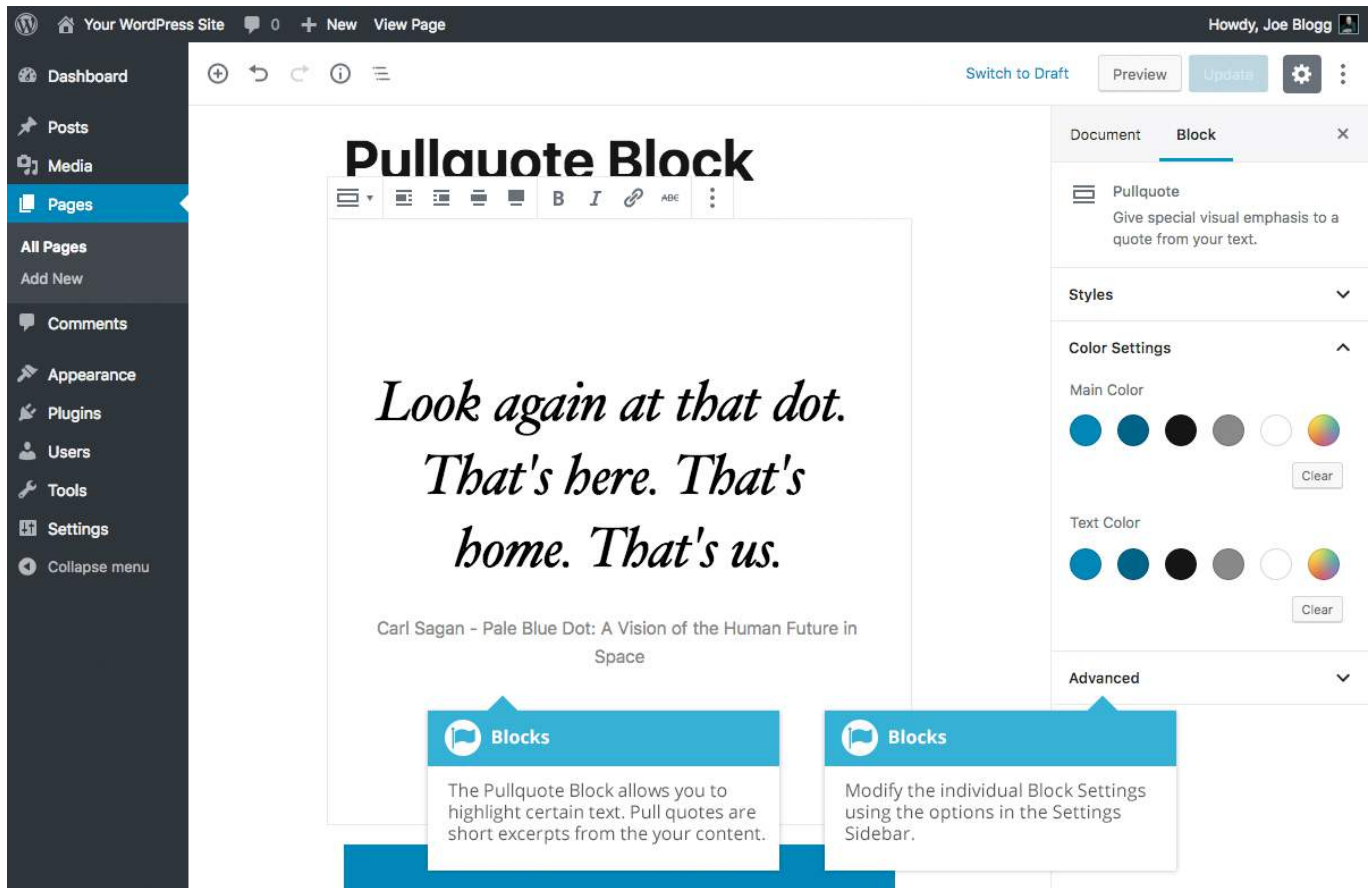 Your WordPress Site 0 New View Page Howdy, Joe Blogg
Dashboard
Posts
Media
Pages
All Pages
Add New
Comments
Appearance
Plugins
Users
Tools
Settings
Collapse menu
Switch to Draft Preview Update
Pullquote Block
B I ABC
Look again at that dot.
That's here. That's
home. That's us.
Carl Sagan - Pale Blue Dot: A Vision of the Human Future in
Space
Document Block
Pullquote
Give special visual emphasis to a
quote from your text.
Styles
Color Settings
Main Color
Clear
Text Color
Clear
Advanced
Blocks
The Pullquote Block allows you to
highlight certain text. Pull quotes are
short excerpts from the your content.
Blocks
Modify the individual Block Settings
using the options in the Settings
Sidebar.